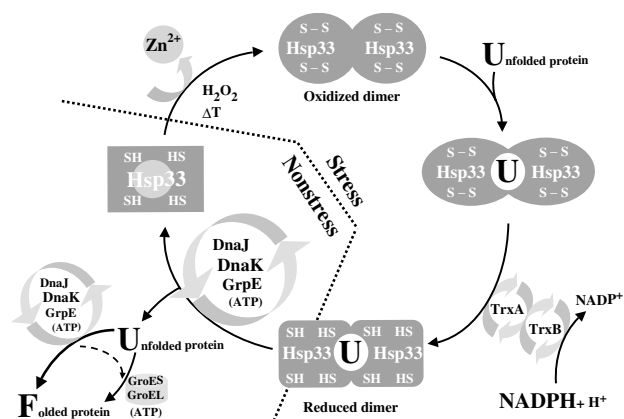 S – S S – S
Zn2+
Hsp33 Hsp33
S – S S – S
Unfolded protein
H2O2
Oxidized dimer
ΔT
SH HS
Hsp33
SH HS
Stress
Nonstress
S – S S – S
Hsp33 U Hsp33
S – S S – S
DnaJ
DnaK
GrpE
(ATP)
DnaJ
DnaK
GrpE
(ATP)
TrxA
TrxB
NADP+
Unfolded protein
SH HS SH HS
Hsp33 U Hsp33
SH HS SH HS
GroES
GroEL
(ATP)
Folded protein
Reduced dimer
NADPH+ H+